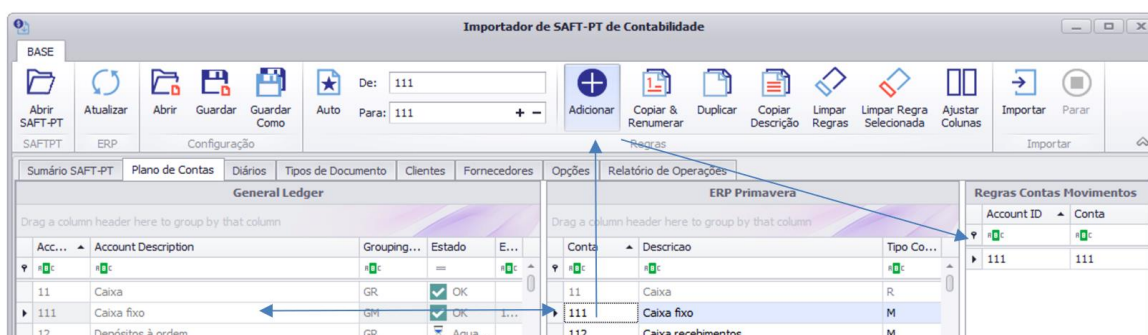 Importador de SAFT-PT de Contabilidade
BASE
Abrir SAFT-PT
Atualizar
Abrir
Guardar
Guardar Como
Auto
De: 111
Para: 111
Adicionar
Copiar & Renumerar
Duplicar
Copiar Descrição
Limpar Regras
Limpar Regra Selecionada
Ajustar Colunas
Importar
Parar
SAFTPT ERP Configuração Regras Importar
Sumário SAFT-PT Plano de Contas Diários Tipos de Documento Clientes Fornecedores Opções Relatório de Operações
General Ledger
Drag a column header here to group by that column
Acc... Account Description Grouping... Estado E...
11 Caixa GR OK
111 Caixa fixo GM OK 1...
12 Depósitos à ordem GR Agua
ERP Primavera
Drag a column header here to group by that column
Conta Descricao Tipo Co...
11 Caixa R
111 Caixa fixo M
112 Caixa recebimentos M
Regras Contas Movimentos
Account ID Conta
111 111